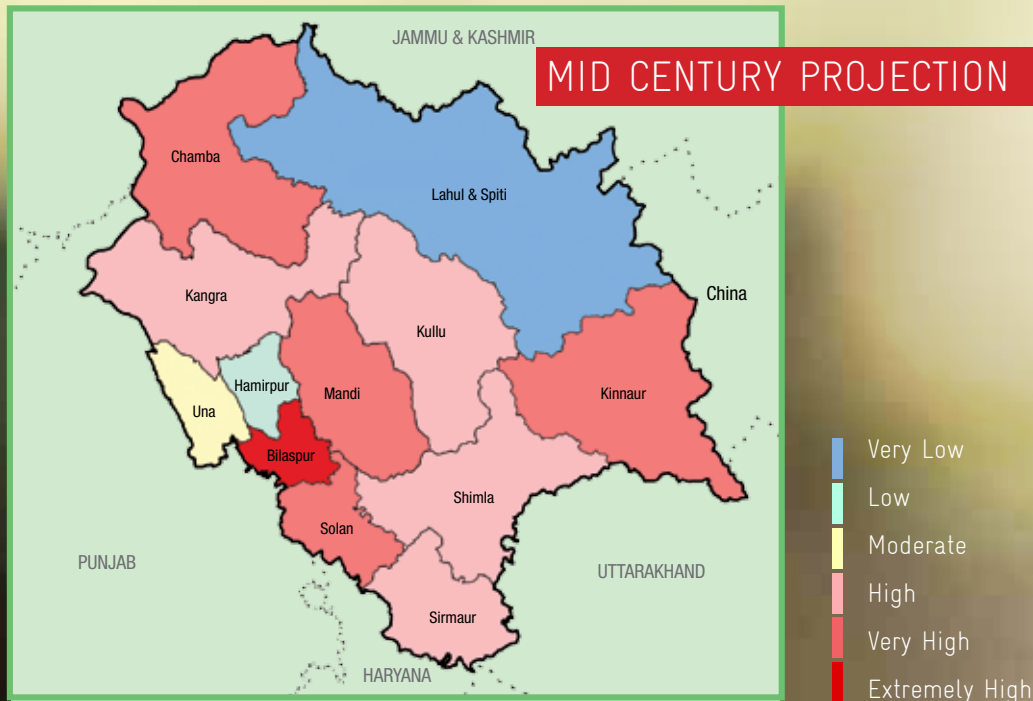 JAMMU & KASHMIR
MID CENTURY PROJECTION
Chamba
Lahul & Spiti
Kangra
China
Kullu
Hamirpur
Mandi
Kinnaur
Una
Bilaspur
Shimla
Solan
PUNJAB
UTTARAKHAND
Sirmaur
HARYANA
Very Low
Low
Moderate
High
Very High
Extremely High